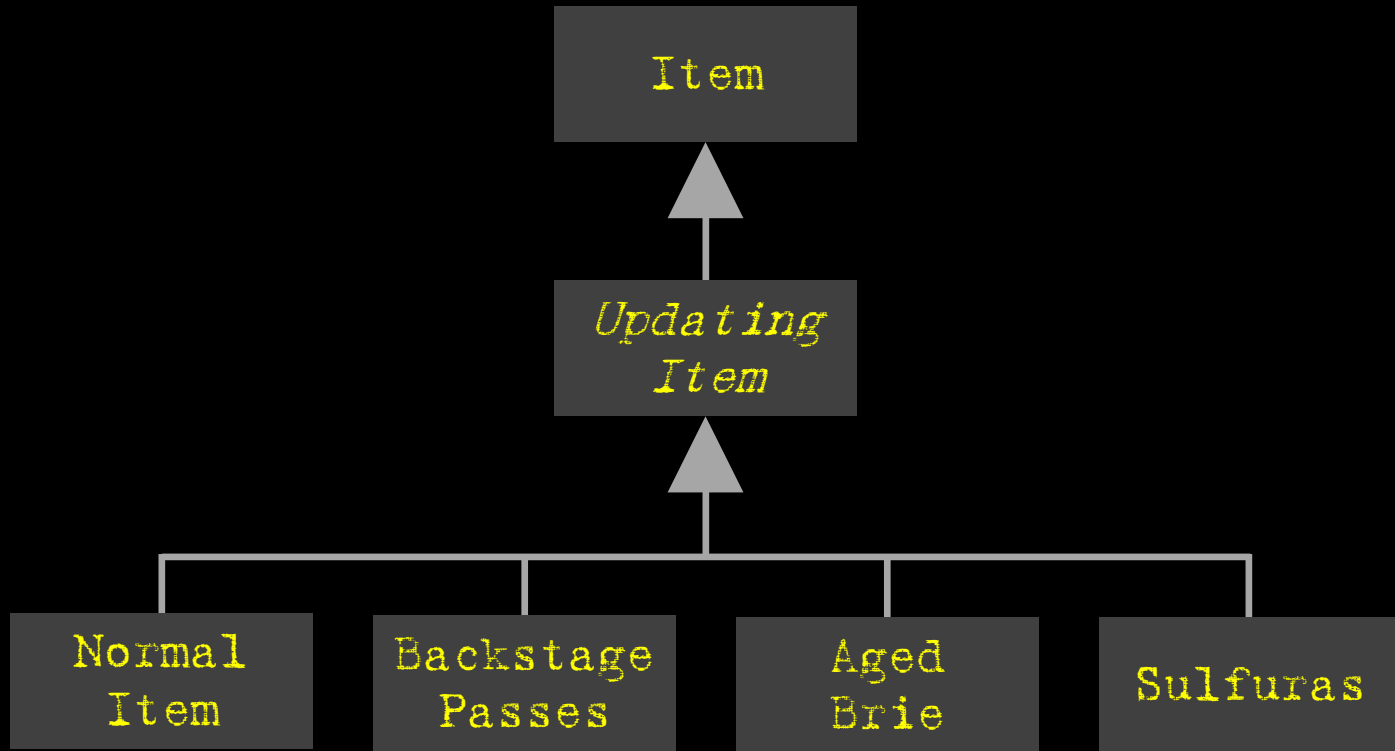 Item
Updating
Item
Normal
Item
Backstage
Passes
Aged
Brie
Sulfuras